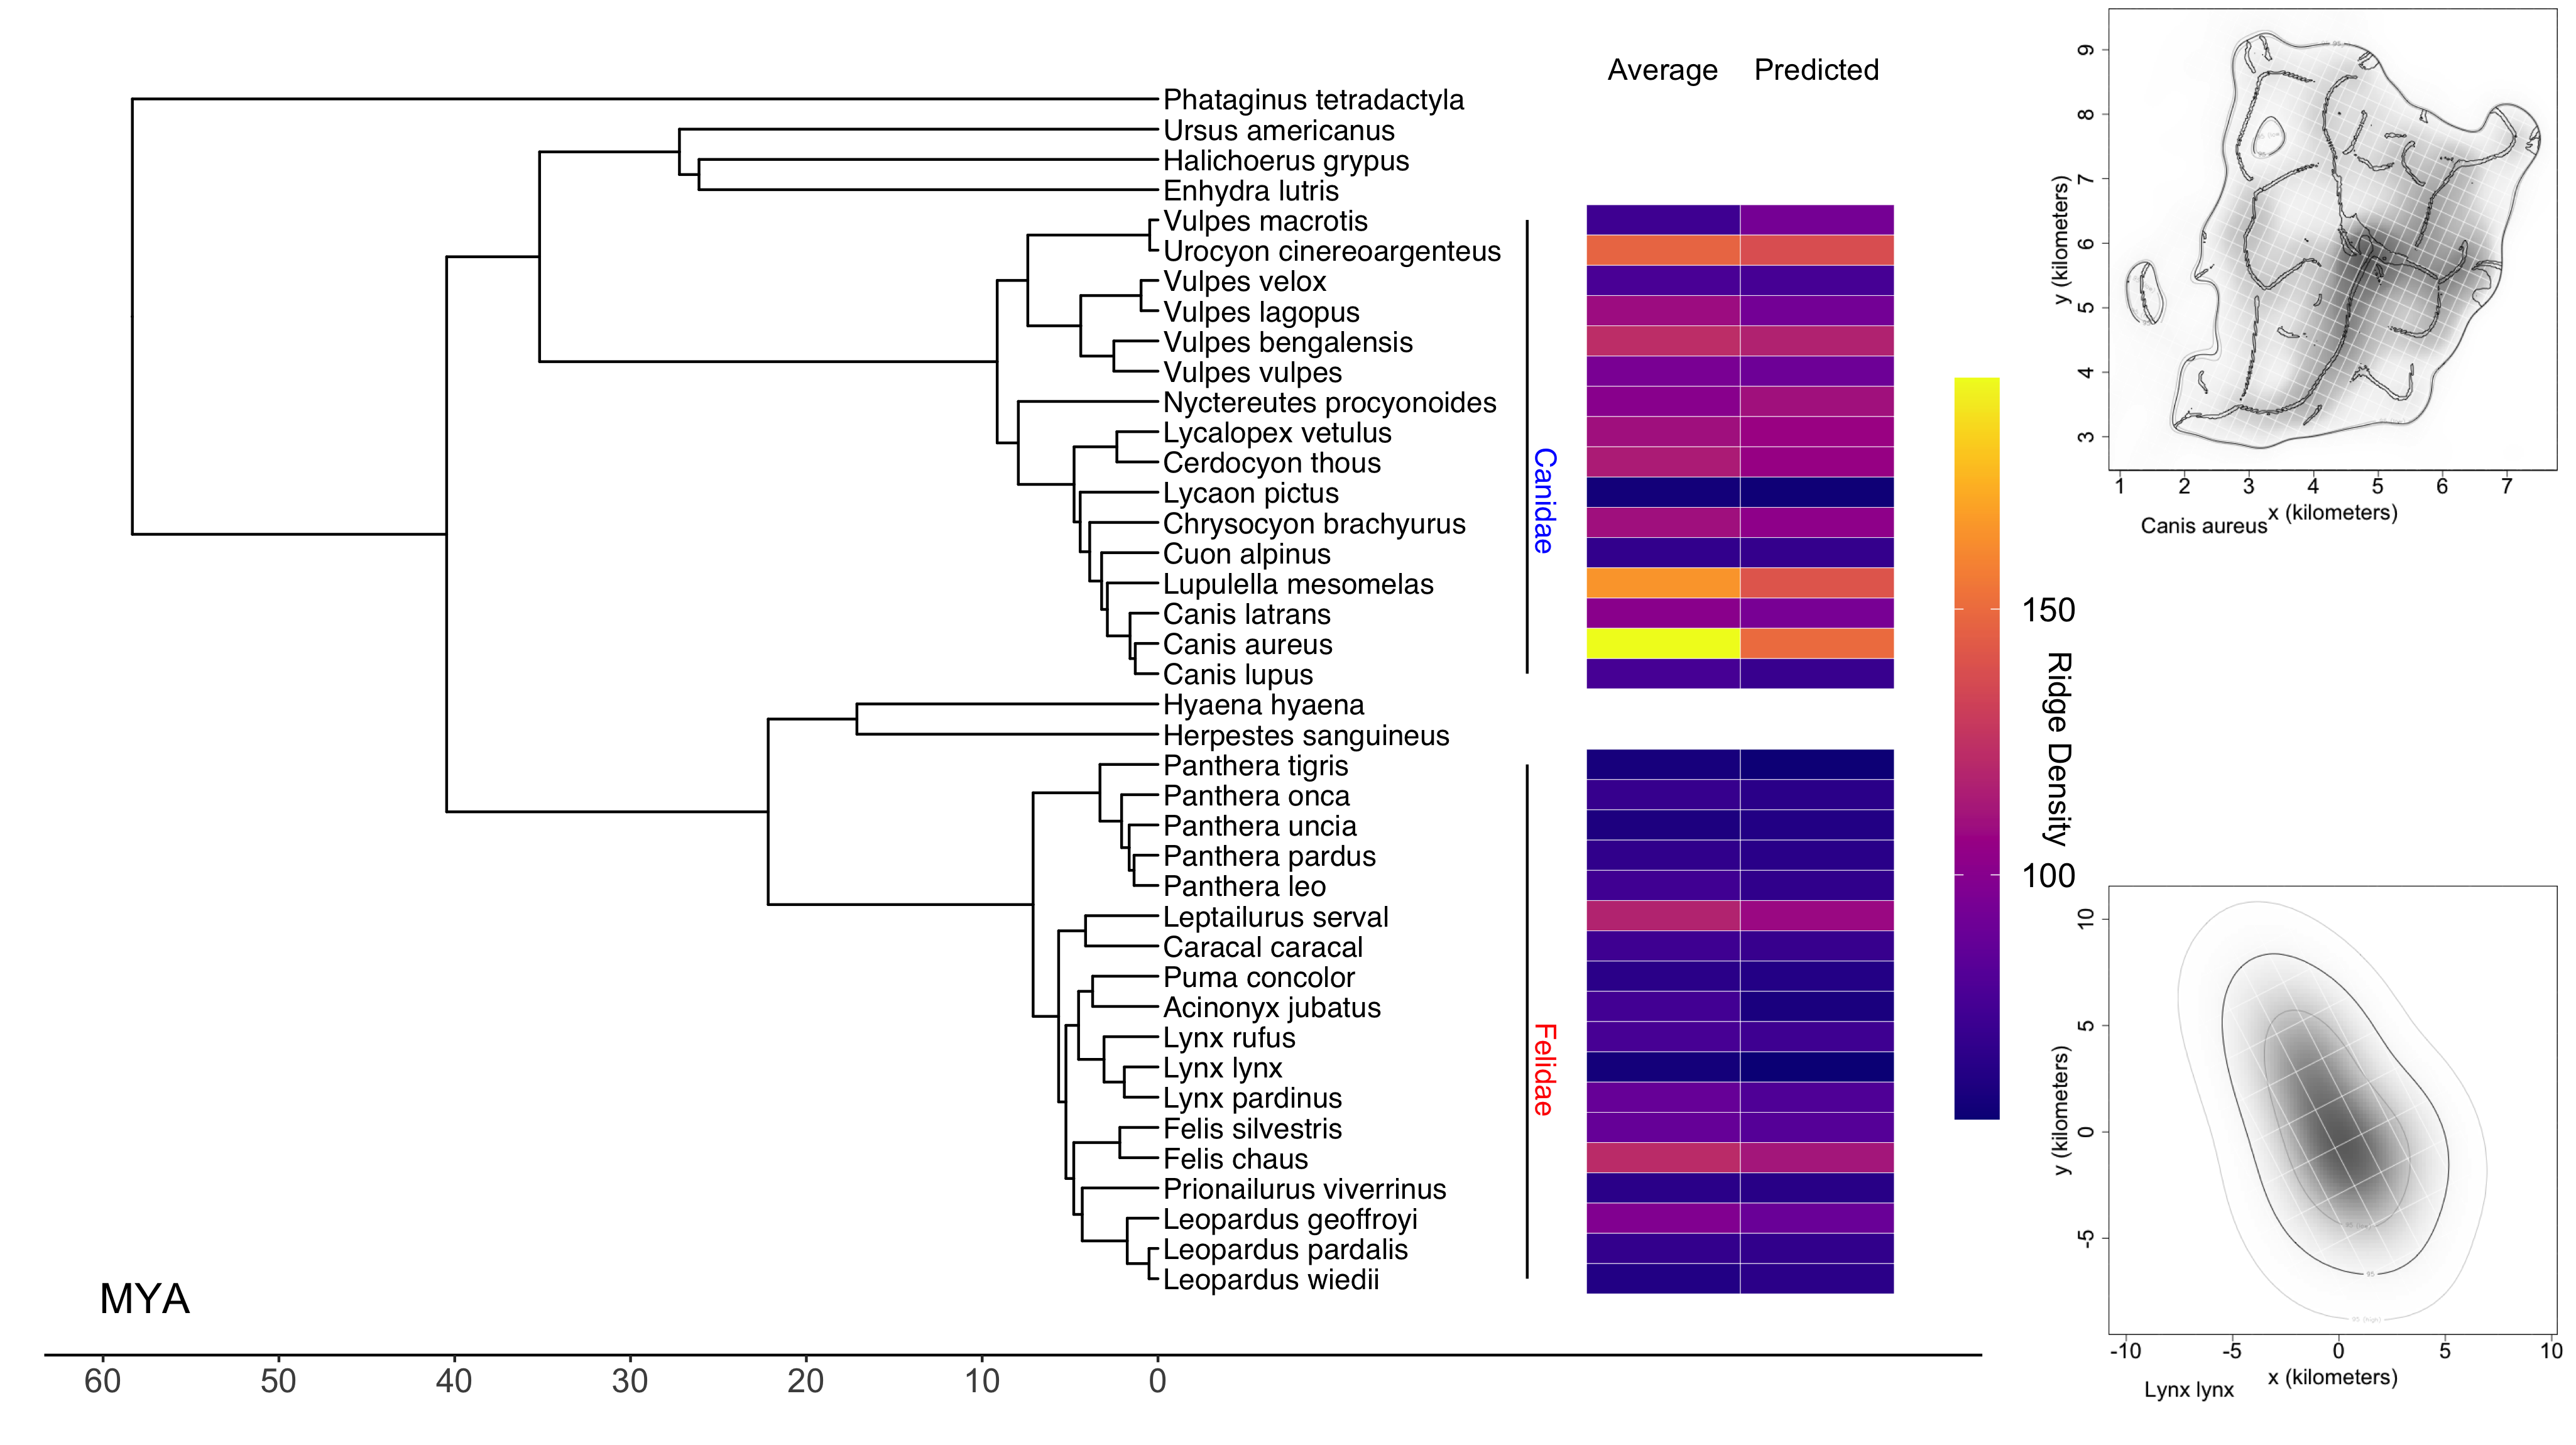 Average Predicted
Phataginus tetradactyla
Ursus americanus
Halichoerus grypus
Enhydra lutris
Vulpes macrotis
Urocyon cinereoargenteus
Vulpes velox
Vulpes lagopus
Vulpes bengalensis
Vulpes vulpes
Nyctereutes procyonoides
Lycalopex vetulus
Cerdocyon thous
Lycaon pictus
Chrysocyon brachyurus
Cuon alpinus
Lupulella mesomelas
Canis latrans
Canis aureus
Canis lupus
Hyaena hyaena
Herpestes sanguineus
Panthera tigris
Panthera onca
Panthera uncia
Panthera pardus
Panthera leo
Leptailurus serval
Caracal caracal
Puma concolor
Acinonyx jubatus
Lynx rufus
Lynx lynx
Lynx pardinus
Felis silvestris
Felis chaus
Prionailurus viverrinus
Leopardus geoffroyi
Leopardus pardalis
Leopardus wiedii
Canidae
Felidae
MYA
60 50 40 30 20 10 0
150
100
Ridge Density
9
8
7
6
5
4
3
y (kilometers)
1 2 3 4 5 6 7
x (kilometers)
Canis aureus
10
5
0
-5
y (kilometers)
95
95 (high)
-10 -5 0 5 10
x (kilometers)
Lynx lynx